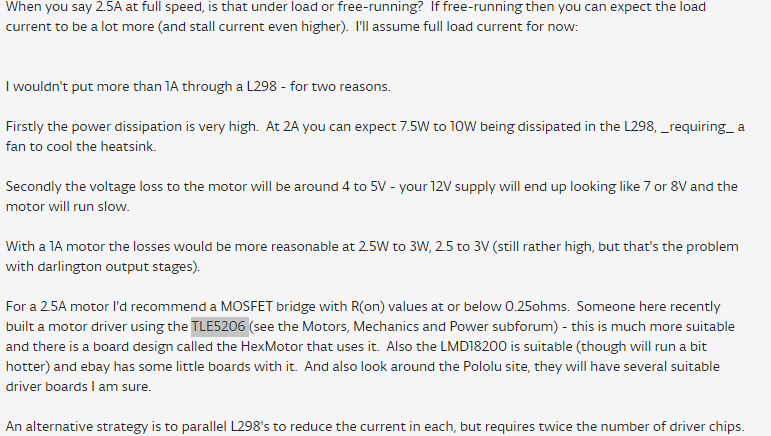 When you say 2.5A at full speed, is that under load or free-running?  If free-running then you can expect the load
current to be a lot more (and stall current even higher).  I'll assume full load current for now:
I wouldn't put more than 1A through a L298 - for two reasons.
Firstly the power dissipation is very high.  At 2A you can expect 7.5W to 10W being dissipated in the L298, _requiring_ a
fan to cool the heatsink.
Secondly the voltage loss to the motor will be around 4 to 5V - your 12V supply will end up looking like 7 or 8V and the
motor will run slow.
With a 1A motor the losses would be more reasonable at 2.5W to 3W, 2.5 to 3V (still rather high, but that's the problem
with darlington output stages).
For a 2.5A motor I'd recommend a MOSFET bridge with R(on) values at or below 0.25ohms.  Someone here recently
built a motor driver using the TLE5206 (see the Motors, Mechanics and Power subforum) - this is much more suitable
and there is a board design called the HexMotor that uses it.  Also the LMD18200 is suitable (though will run a bit
hotter) and ebay has some little boards with it.  And also look around the Pololu site, they will have several suitable
driver boards I am sure.
An alternative strategy is to parallel L298's to reduce the current in each, but requires twice the number of driver chips.